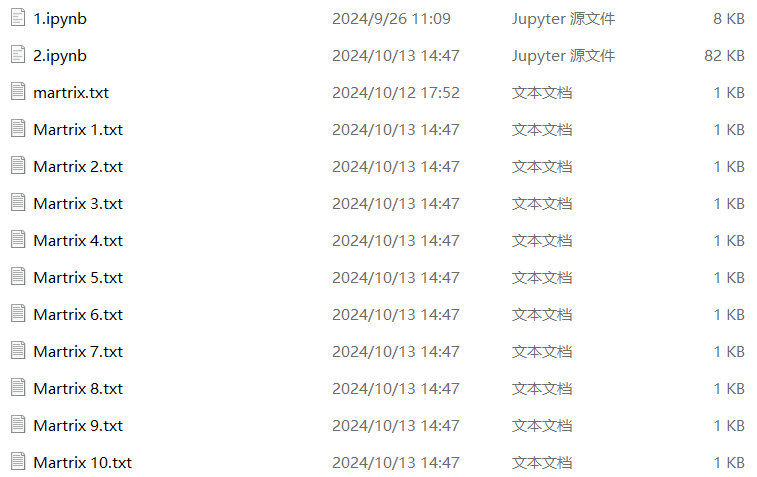 1.ipynb 2024/9/26 11:09 Jupyter 源文件 8 KB
2.ipynb 2024/10/13 14:47 Jupyter 源文件 82 KB
martrix.txt 2024/10/12 17:52 文本文档 1 KB
Martrix 1.txt 2024/10/13 14:47 文本文档 1 KB
Martrix 2.txt 2024/10/13 14:47 文本文档 1 KB
Martrix 3.txt 2024/10/13 14:47 文本文档 1 KB
Martrix 4.txt 2024/10/13 14:47 文本文档 1 KB
Martrix 5.txt 2024/10/13 14:47 文本文档 1 KB
Martrix 6.txt 2024/10/13 14:47 文本文档 1 KB
Martrix 7.txt 2024/10/13 14:47 文本文档 1 KB
Martrix 8.txt 2024/10/13 14:47 文本文档 1 KB
Martrix 9.txt 2024/10/13 14:47 文本文档 1 KB
Martrix 10.txt 2024/10/13 14:47 文本文档 1 KB